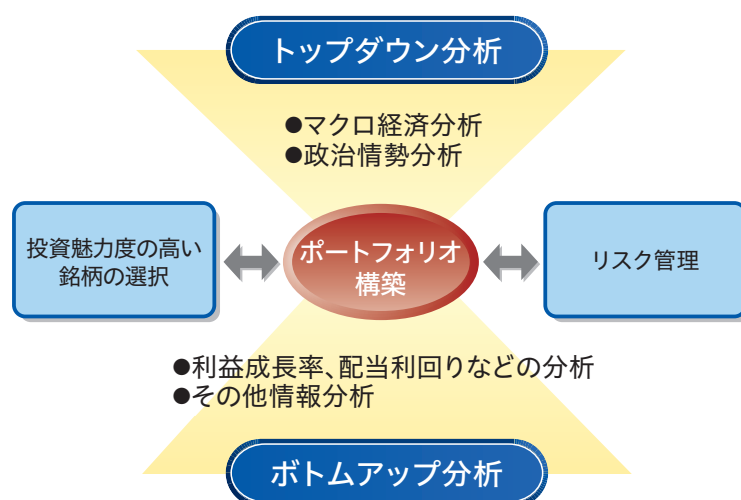 トップダウン分析
●マクロ経済分析
●政治情勢分析
投資魅力度の高い
銘柄の選択
ポートフォリオ
構築
リスク管理
●利益成長率、配当利回りなどの分析
●その他情報分析
ボトムアップ分析